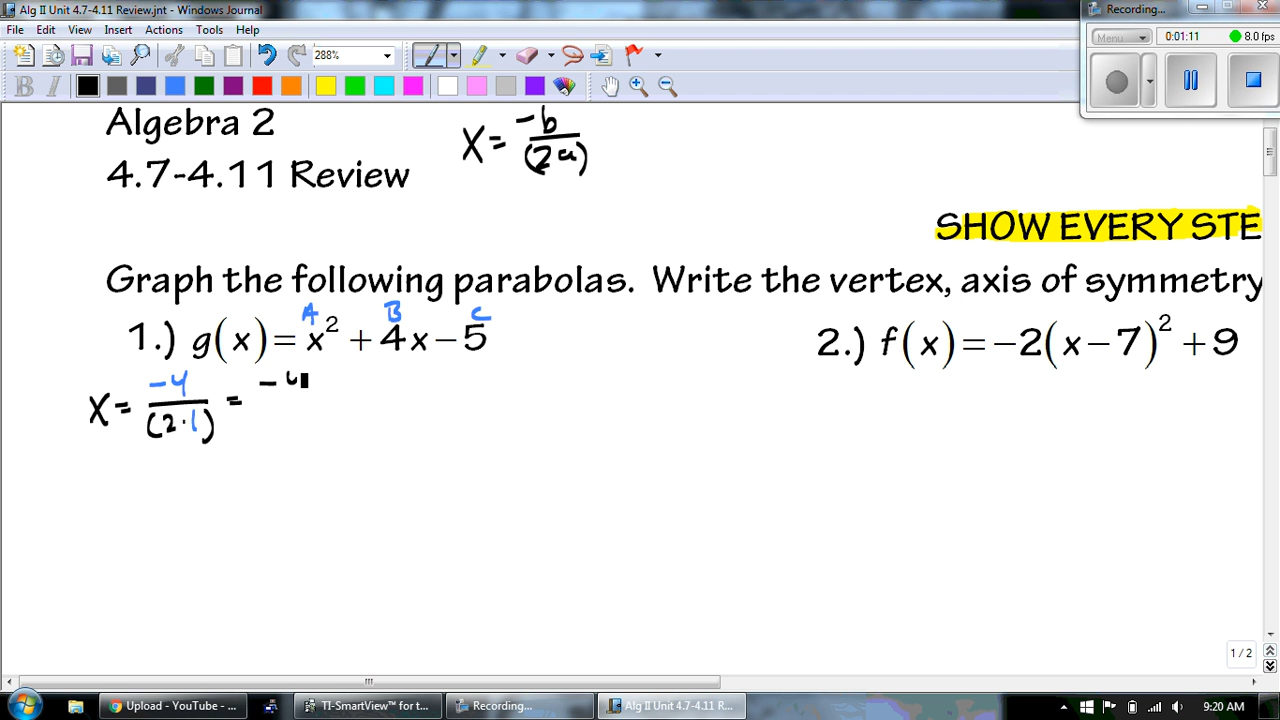 Alg II Unit 4.7-4.11 Review.jnt - Windows Journal
Recording...
File Edit View Insert Actions Tools Help
Menu
0:01:11
8.0 fps
288%
B I
Algebra 2
X = -b / (2a)
4.7-4.11 Review
SHOW EVERY STE
Graph the following parabolas. Write the vertex, axis of symmetry
A B C
1.) g(x) = x² + 4x - 5
2.) f(x) = -2(x - 7)² + 9
X = -4 / (2·1) = -4
1 / 2
Upload - YouTube - ...
TI-SmartView™ for t...
Recording...
Alg II Unit 4.7-4.11 R...
9:20 AM